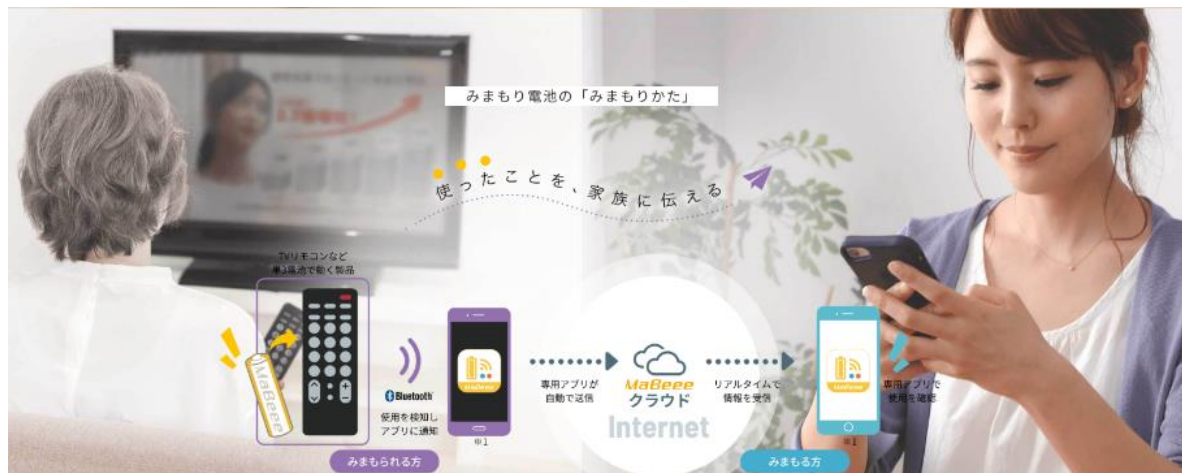 みまもり電池の「みまもりかた」
使ったことを、家族に伝える
TVリモコンなど
単3電池で動く製品
MaBeee
Bluetooth
使用を検知し
アプリに通知
MaBeee
※1
みまもられる方
専用アプリが
自動で送信
MaBeee
クラウド
Internet
リアルタイムで
情報を受信
MaBeee
※1
専用アプリで
使用を確認
みまもる方